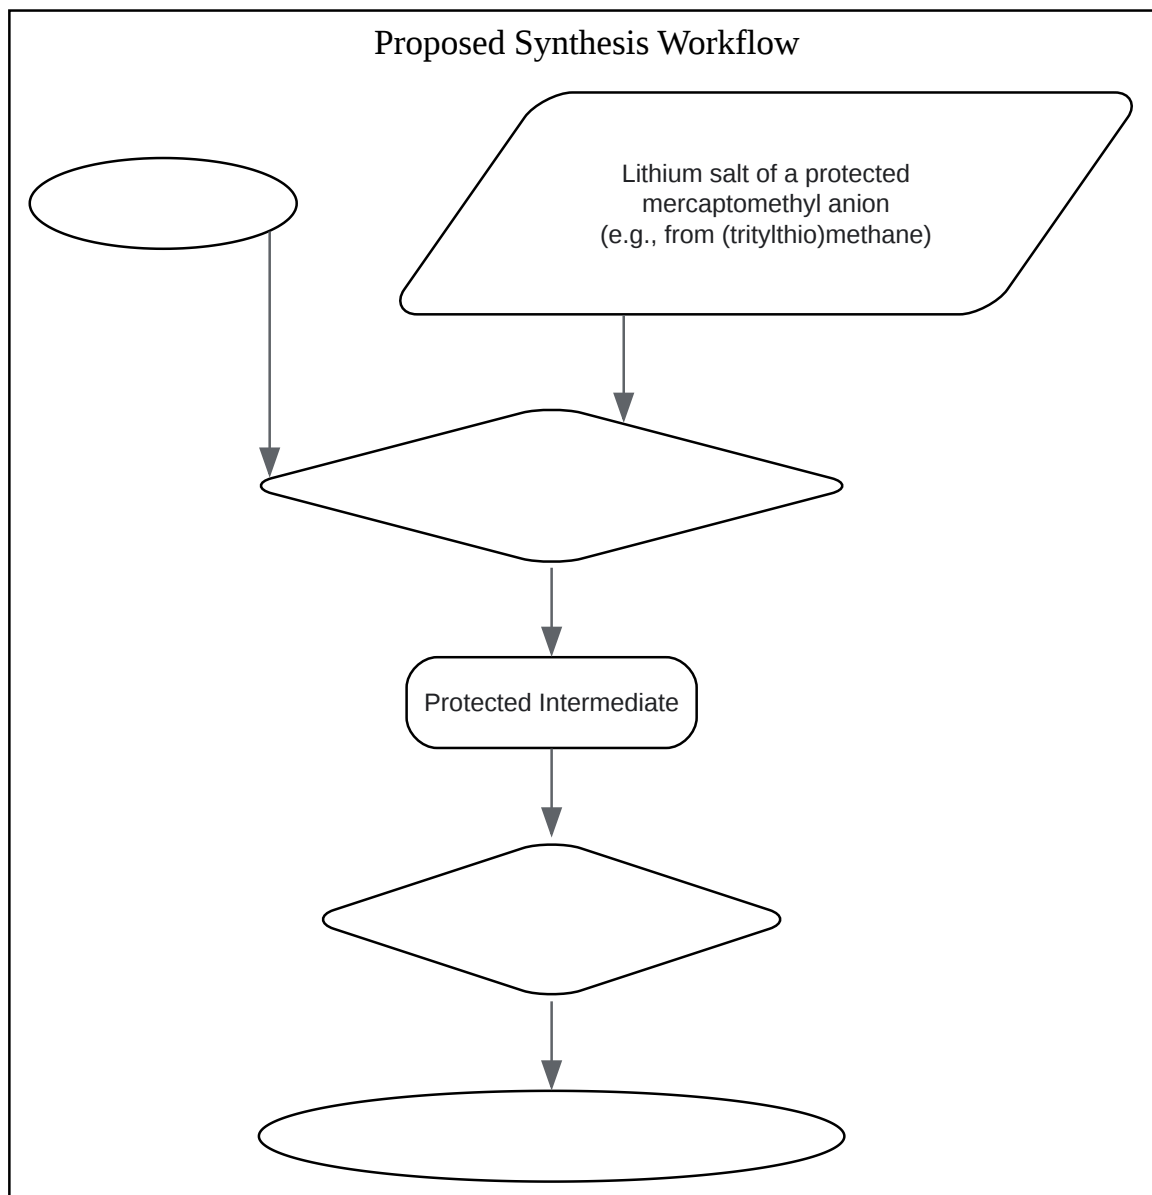 Proposed Synthesis Workflow
Lithium salt of a protected
mercaptomethyl anion
(e.g., from (tritylthio)methane)
Protected Intermediate